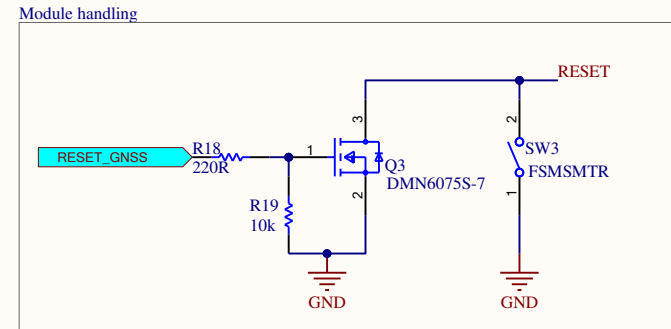 Module handling
RESET
3
2
RESET_GNSS
R18
220R
1
Q3
DMN6075S-7
SW3
FSMSMTR
R19
10k
2
1
GND
GND